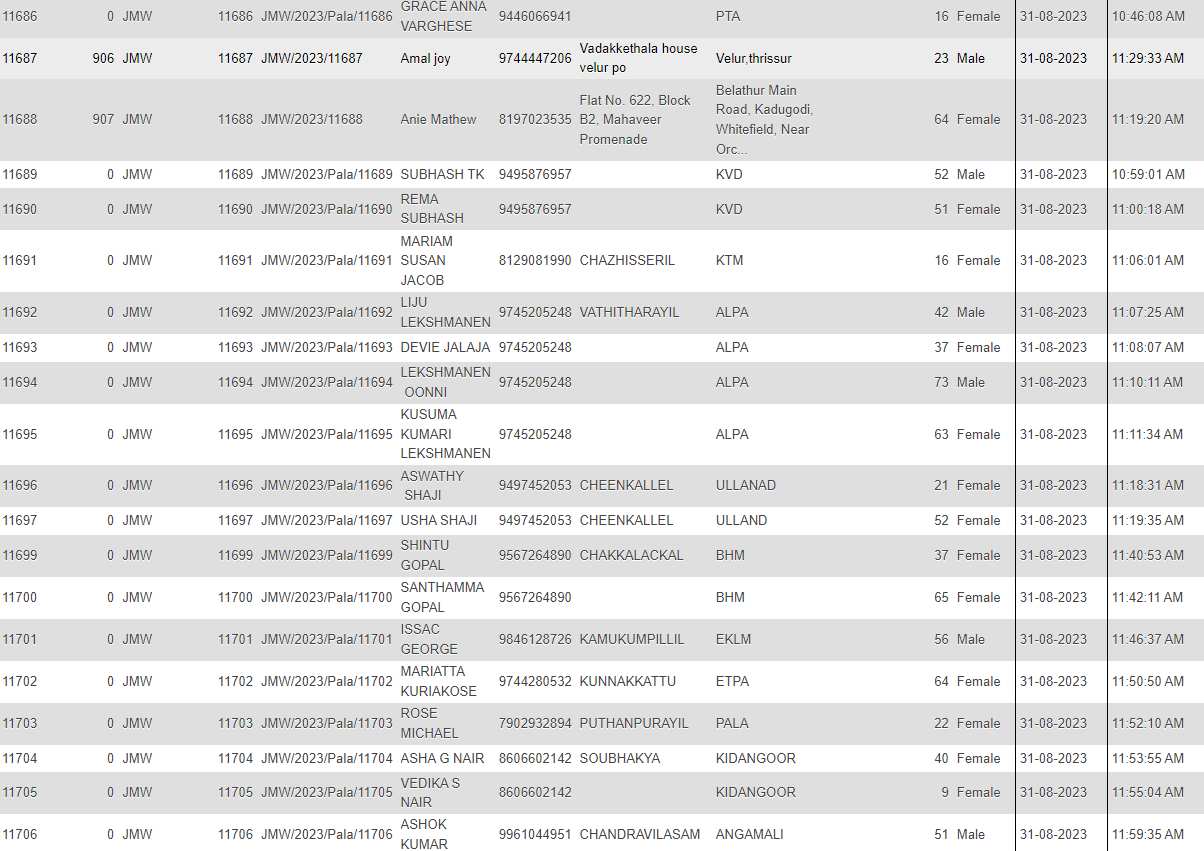 GRACE ANNA
11686 0 JMW 11686 JMW/2023/Pala/11686 9446066941 PTA 16 Female 31-08-2023 10:46:08 AM
VARGHESE
Vadakkethala house
11687 906 JMW 11687 JMW/2023/11687 Amal joy 9744447206 Velur,thrissur 23 Male 31-08-2023 11:29:33 AM
velur po
Belathur Main
Flat No. 622, Block Road, Kadugodi,
11688 907 JMW 11688 JMW/2023/11688 Anie Mathew 8197023535 B2, Mahaveer 64 Female 31-08-2023 11:19:20 AM
Whitefield, Near
Promenade
Orc...
11689 0 JMW 11689 JMW/2023/Pala/11689 SUBHASH TK 9495876957 KVD 52 Male 31-08-2023 10:59:01 AM
REMA
11690 0 JMW 11690 JMW/2023/Pala/11690 9495876957 KVD 51 Female 31-08-2023 11:00:18 AM
SUBHASH
MARIAM
11691 0 JMW 11691 JMW/2023/Pala/11691 SUSAN 8129081990 CHAZHISSERIL KTM 16 Female 31-08-2023 11:06:01 AM
JACOB
LIJU
11692 0 JMW 11692 JMW/2023/Pala/11692 9745205248 VATHITHARAYIL ALPA 42 Male 31-08-2023 11:07:25 AM
LEKSHMANEN
11693 0 JMW 11693 JMW/2023/Pala/11693 DEVIE JALAJA 9745205248 ALPA 37 Female 31-08-2023 11:08:07 AM
LEKSHMANEN
11694 0 JMW 11694 JMW/2023/Pala/11694 9745205248 ALPA 73 Male 31-08-2023 11:10:11 AM
OONNI
KUSUMA
11695 0 JMW 11695 JMW/2023/Pala/11695 KUMARI 9745205248 ALPA 63 Female 31-08-2023 11:11:34 AM
LEKSHMANEN
ASWATHY
11696 0 JMW 11696 JMW/2023/Pala/11696 9497452053 CHEENKALLEL ULLANAD 21 Female 31-08-2023 11:18:31 AM
SHAJI
11697 0 JMW 11697 JMW/2023/Pala/11697 USHA SHAJI 9497452053 CHEENKALLEL ULLAND 52 Female 31-08-2023 11:19:35 AM
SHINTU
11699 0 JMW 11699 JMW/2023/Pala/11699 9567264890 CHAKKALACKAL BHM 37 Female 31-08-2023 11:40:53 AM
GOPAL
SANTHAMMA
11700 0 JMW 11700 JMW/2023/Pala/11700 9567264890 BHM 65 Female 31-08-2023 11:42:11 AM
GOPAL
ISSAC
11701 0 JMW 11701 JMW/2023/Pala/11701 9846128726 KAMUKUMPILLIL EKLM 56 Male 31-08-2023 11:46:37 AM
GEORGE
MARIATTA
11702 0 JMW 11702 JMW/2023/Pala/11702 9744280532 KUNNAKKATTU ETPA 64 Female 31-08-2023 11:50:50 AM
KURIAKOSE
ROSE
11703 0 JMW 11703 JMW/2023/Pala/11703 7902932894 PUTHANPURAYIL PALA 22 Female 31-08-2023 11:52:10 AM
MICHAEL
11704 0 JMW 11704 JMW/2023/Pala/11704 ASHA G NAIR 8606602142 SOUBHAKYA KIDANGOOR 40 Female 31-08-2023 11:53:55 AM
VEDIKA S
11705 0 JMW 11705 JMW/2023/Pala/11705 8606602142 KIDANGOOR 9 Female 31-08-2023 11:55:04 AM
NAIR
ASHOK
11706 0 JMW 11706 JMW/2023/Pala/11706 9961044951 CHANDRAVILASAM ANGAMALI 51 Male 31-08-2023 11:59:35 AM
KUMAR